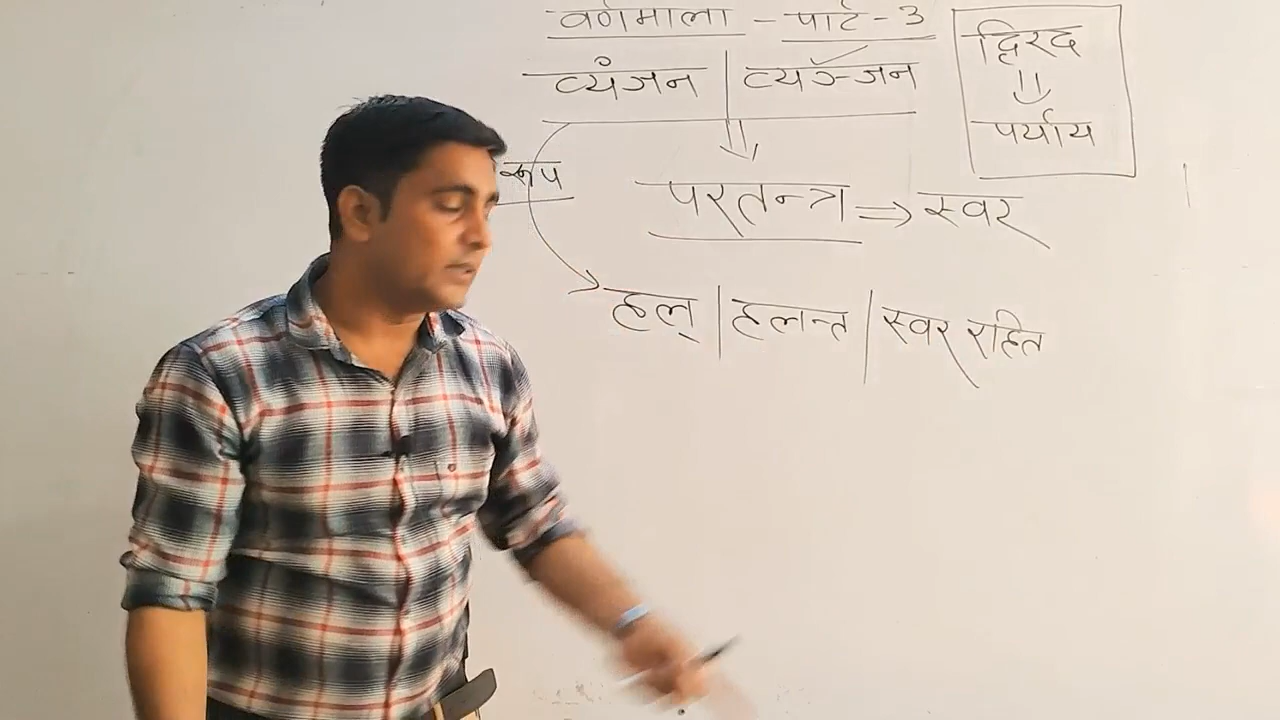 वर्णमाला - पार्ट - 3
व्यंजन | व्यञ्जन
रूप
परतन्त्र ⇒ स्वर
हल् | हलन्त | स्वर रहित
द्विरद
⇓
पर्याय